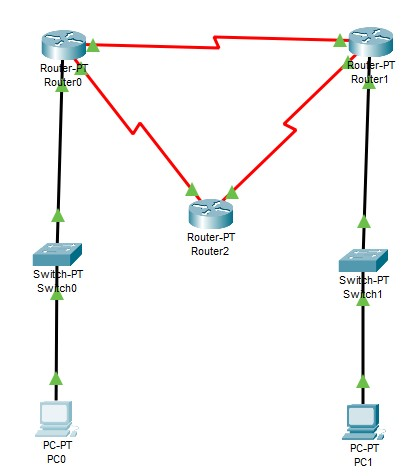 Router-PT
Router0
Router-PT
Router1
Router-PT
Router2
Switch-PT
Switch0
Switch-PT
Switch1
PC-PT
PC0
PC-PT
PC1